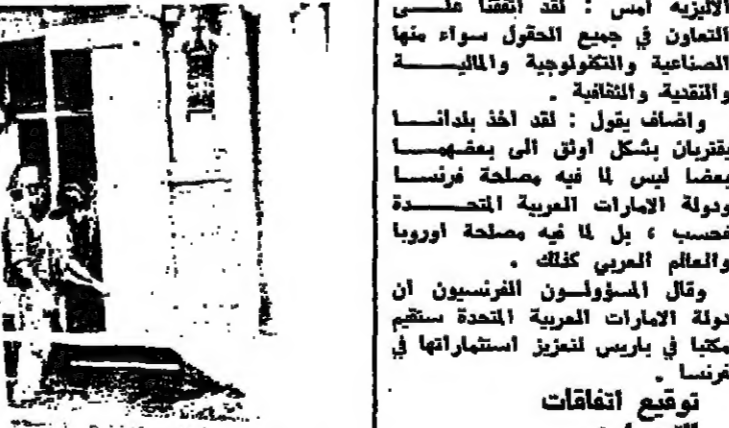 الاليزيه امس : لقد اتفقنا على
التعاون في جميع الحقول سواء منها
الصناعية والتكنولوجية والمالية
والنقدية والثقافية .
واضاف يقول : لقد اخذ بلدانا
يقتربان بشكل اوثق الى بعضهما
بعضا ليس لما فيه مصلحة فرنسا
ودولة الامارات العربية المتحدة
فحسب ، بل لما فيه مصلحة اوروبا
والعالم العربي كذلك .
وقال المسؤولون الفرنسيون ان
دولة الامارات العربية المتحدة ستقيم
مكتبا في باريس لتعزيز استثماراتها في
فرنسا .
توقيع اتفاقات